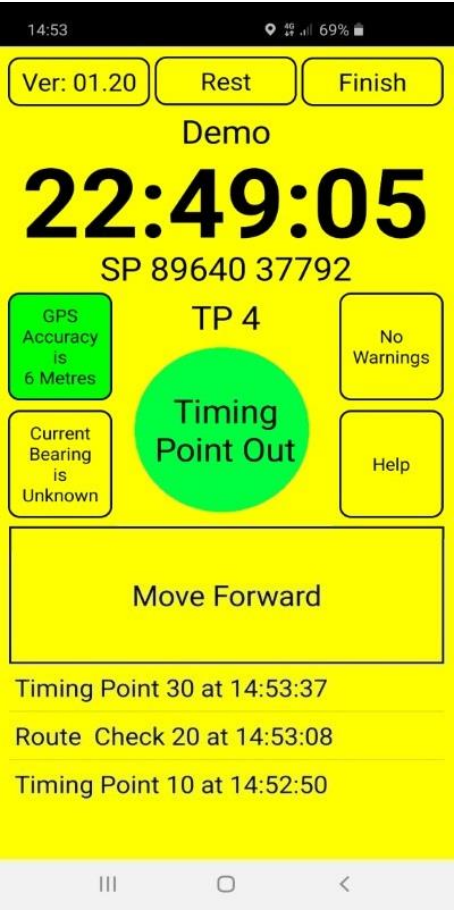 14:53
4G 69%
Ver: 01.20 Rest Finish
Demo
22:49:05
SP 89640 37792
GPS
Accuracy
is
6 Metres
TP 4
No
Warnings
Timing
Point Out
Current
Bearing
is
Unknown
Help
Move Forward
Timing Point 30 at 14:53:37
Route  Check 20 at 14:53:08
Timing Point 10 at 14:52:50